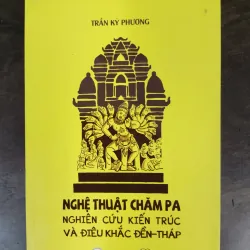 TRẦN KỲ PHƯƠNG
NGHỆ THUẬT CHĂM PA
NGHIÊN CỨU KIẾN TRÚC
VÀ ĐIÊU KHẮC ĐỀN-THÁP